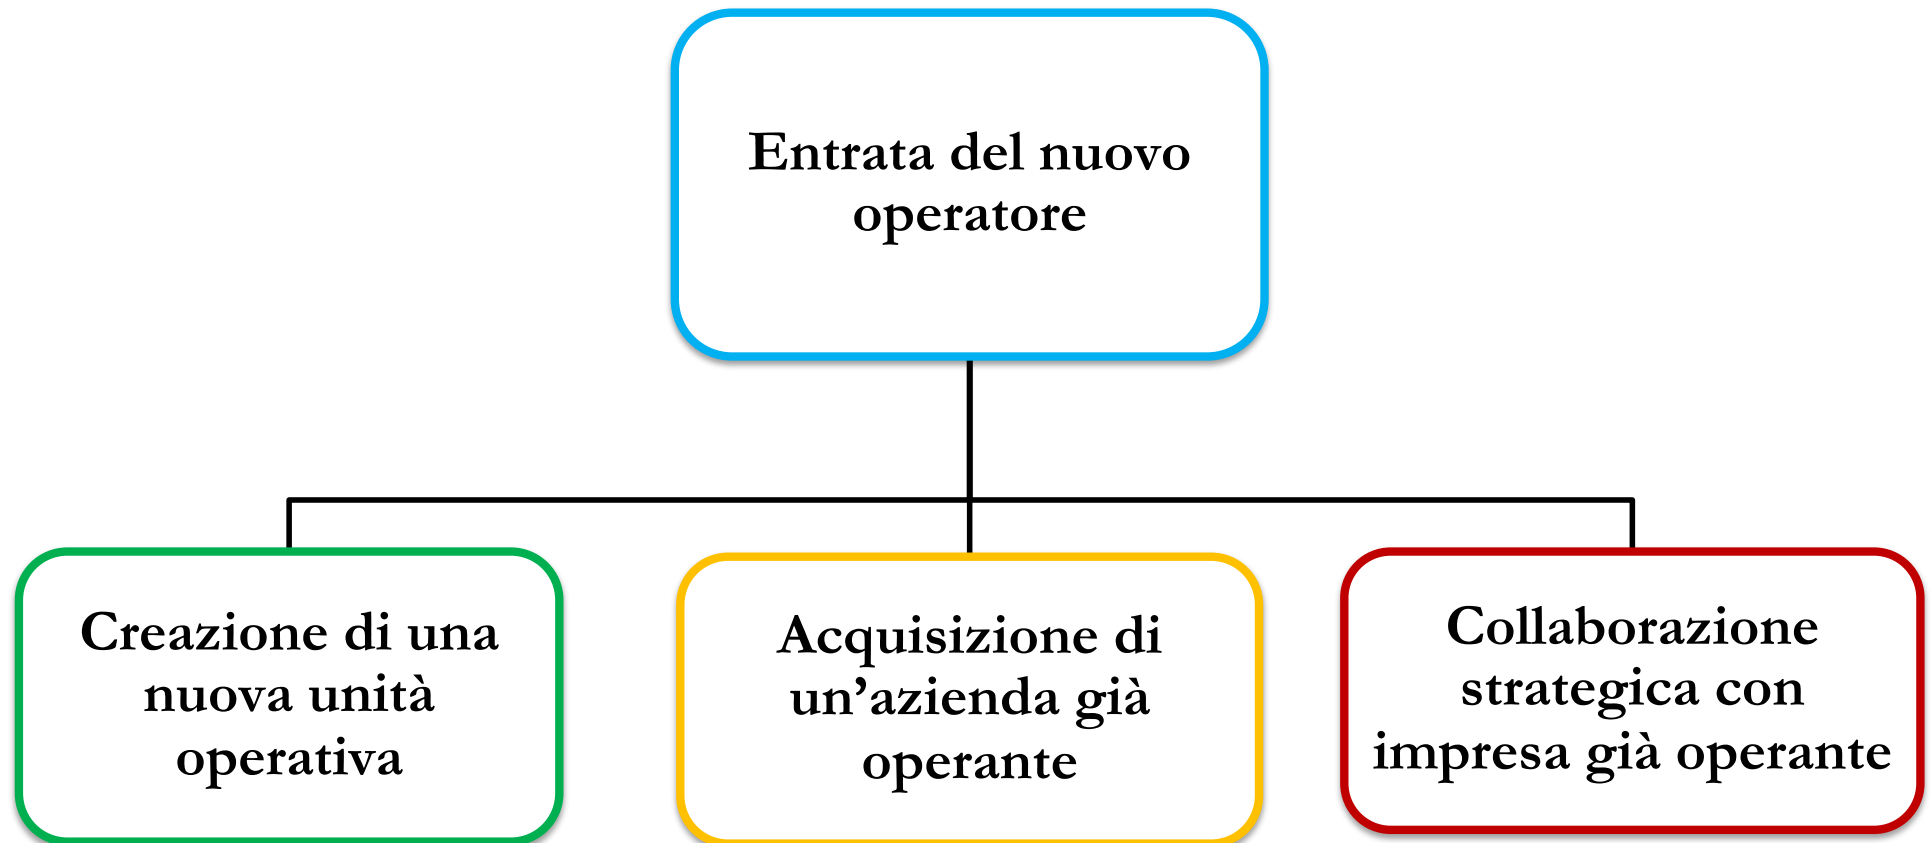 Entrata del nuovo
operatore
Creazione di una
nuova unità
operativa
Acquisizione di
un’azienda già
operante
Collaborazione
strategica con
impresa già operante